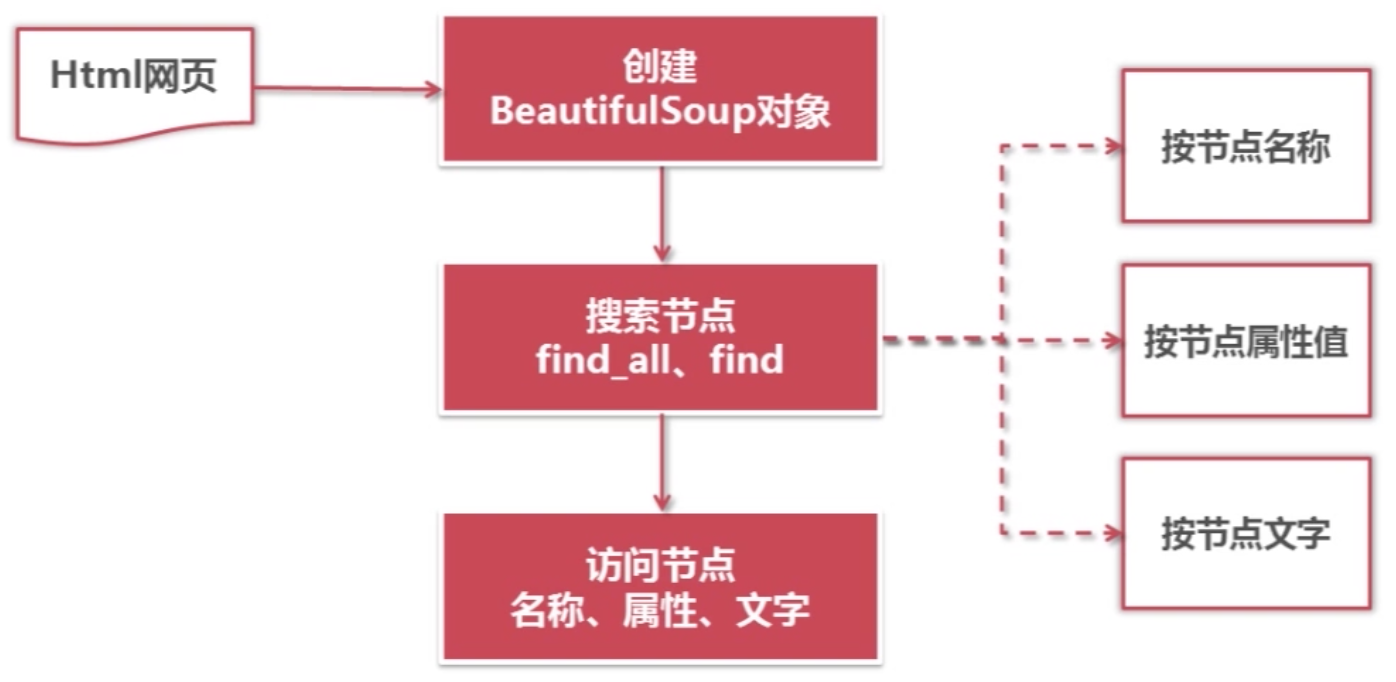 Html网页
创建
BeautifulSoup对象
搜索节点
find_all、find
访问节点
名称、属性、文字
按节点名称
按节点属性值
按节点文字